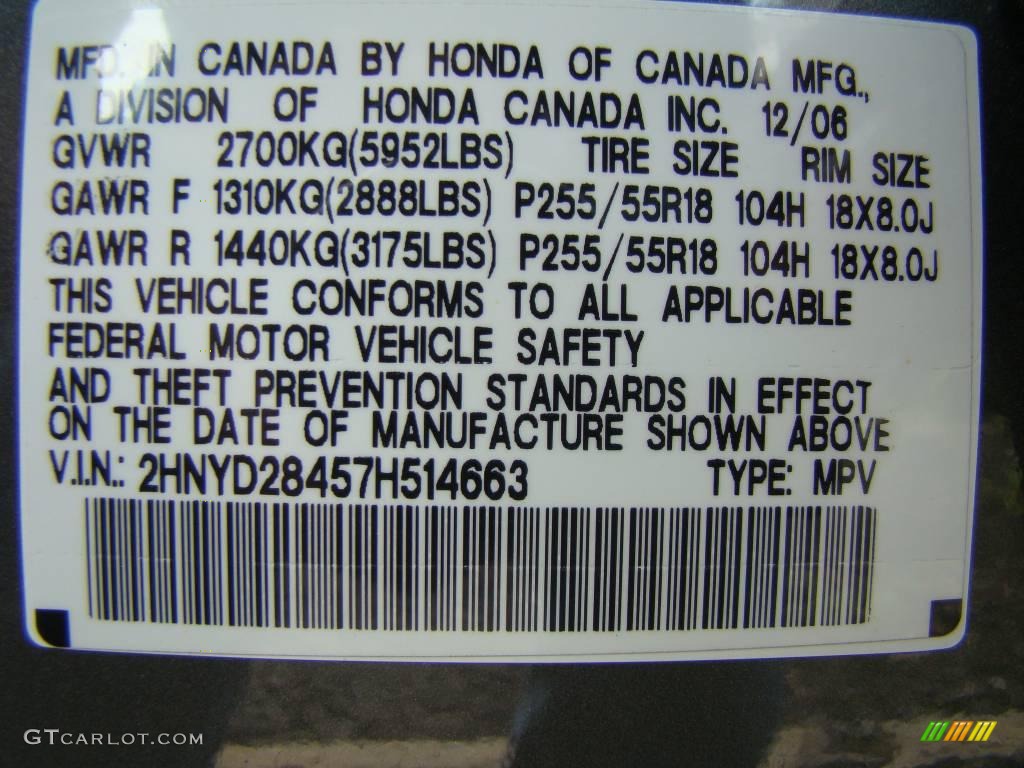 MFD. IN CANADA BY HONDA OF CANADA MFG.,
A DIVISION OF HONDA CANADA INC. 12/06
GVWR 2700KG(5952LBS) TIRE SIZE RIM SIZE
GAWR F 1310KG(2888LBS) P255/55R18 104H 18X8.0J
GAWR R 1440KG(3175LBS) P255/55R18 104H 18X8.0J
THIS VEHICLE CONFORMS TO ALL APPLICABLE
FEDERAL MOTOR VEHICLE SAFETY
AND THEFT PREVENTION STANDARDS IN EFFECT
ON THE DATE OF MANUFACTURE SHOWN ABOVE
V.I.N.: 2HNYD28457H514663 TYPE: MPV
GTCARLOT.COM